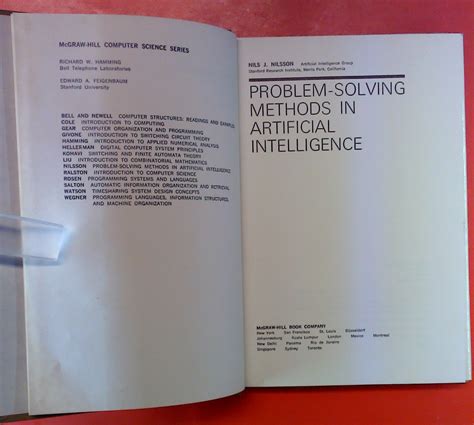 McGRAW-HILL COMPUTER SCIENCE SERIES
RICHARD W. HAMMING
Bell Telephone Laboratories
EDWARD A. FEIGENBAUM
Stanford University
BELL AND NEWELL COMPUTER STRUCTURES: READINGS AND EXAMPLES
COLE INTRODUCTION TO COMPUTING
GEAR COMPUTER ORGANIZATION AND PROGRAMMING
GIVONE INTRODUCTION TO SWITCHING CIRCUIT THEORY
HAMMING INTRODUCTION TO APPLIED NUMERICAL ANALYSIS
HELLERMAN DIGITAL COMPUTER SYSTEM PRINCIPLES
KOHAVI SWITCHING AND FINITE AUTOMATA THEORY
LIU INTRODUCTION TO COMBINATORIAL MATHEMATICS
NILSSON PROBLEM-SOLVING METHODS IN ARTIFICIAL INTELLIGENCE
RALSTON INTRODUCTION TO COMPUTER SCIENCE
ROSEN PROGRAMMING SYSTEMS AND LANGUAGES
SALTON AUTOMATIC INFORMATION ORGANIZATION AND RETRIEVAL
WATSON TIMESHARING SYSTEM DESIGN CONCEPTS
WEGNER PROGRAMMING LANGUAGES, INFORMATION STRUCTURES,
AND MACHINE ORGANIZATION
NILS J. NILSSON Artificial Intelligence Group
Stanford Research Institute, Menlo Park, California
PROBLEM-SOLVING
METHODS IN
ARTIFICIAL
INTELLIGENCE
McGRAW-HILL BOOK COMPANY
New York San Francisco St. Louis Düsseldorf
Johannesburg Kuala Lumpur London Mexico Montreal
New Delhi Panama Rio de Janeiro
Singapore Sydney Toronto